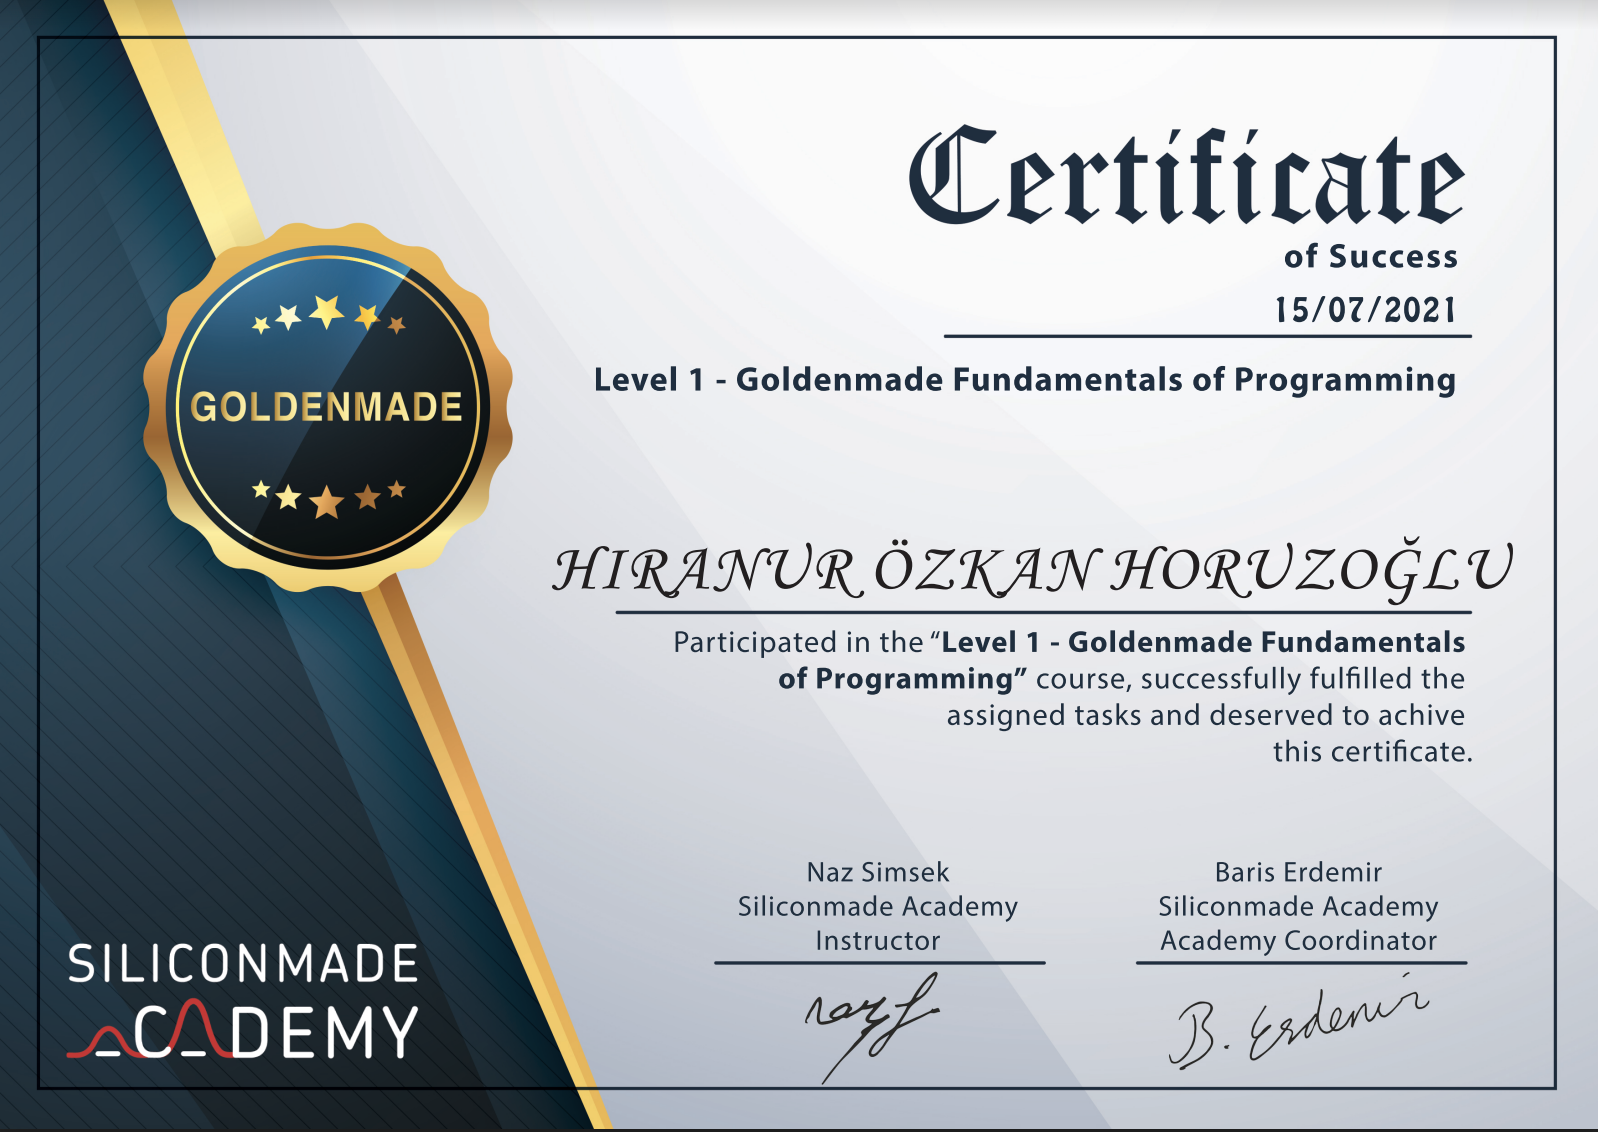 Certificate
of Success
15/07/2021
Level 1 - Goldenmade Fundamentals of Programming
GOLDENMADE
HIRANUR ÖZKAN HORUZOĞLU
Participated in the “Level 1 - Goldenmade Fundamentals
of Programming” course, successfully fulfilled the
assigned tasks and deserved to achive
this certificate.
Naz Simsek
Siliconmade Academy
Instructor
Baris Erdemir
Siliconmade Academy
Academy Coordinator
B. Erdemir
SILICONMADE
ACADEMY